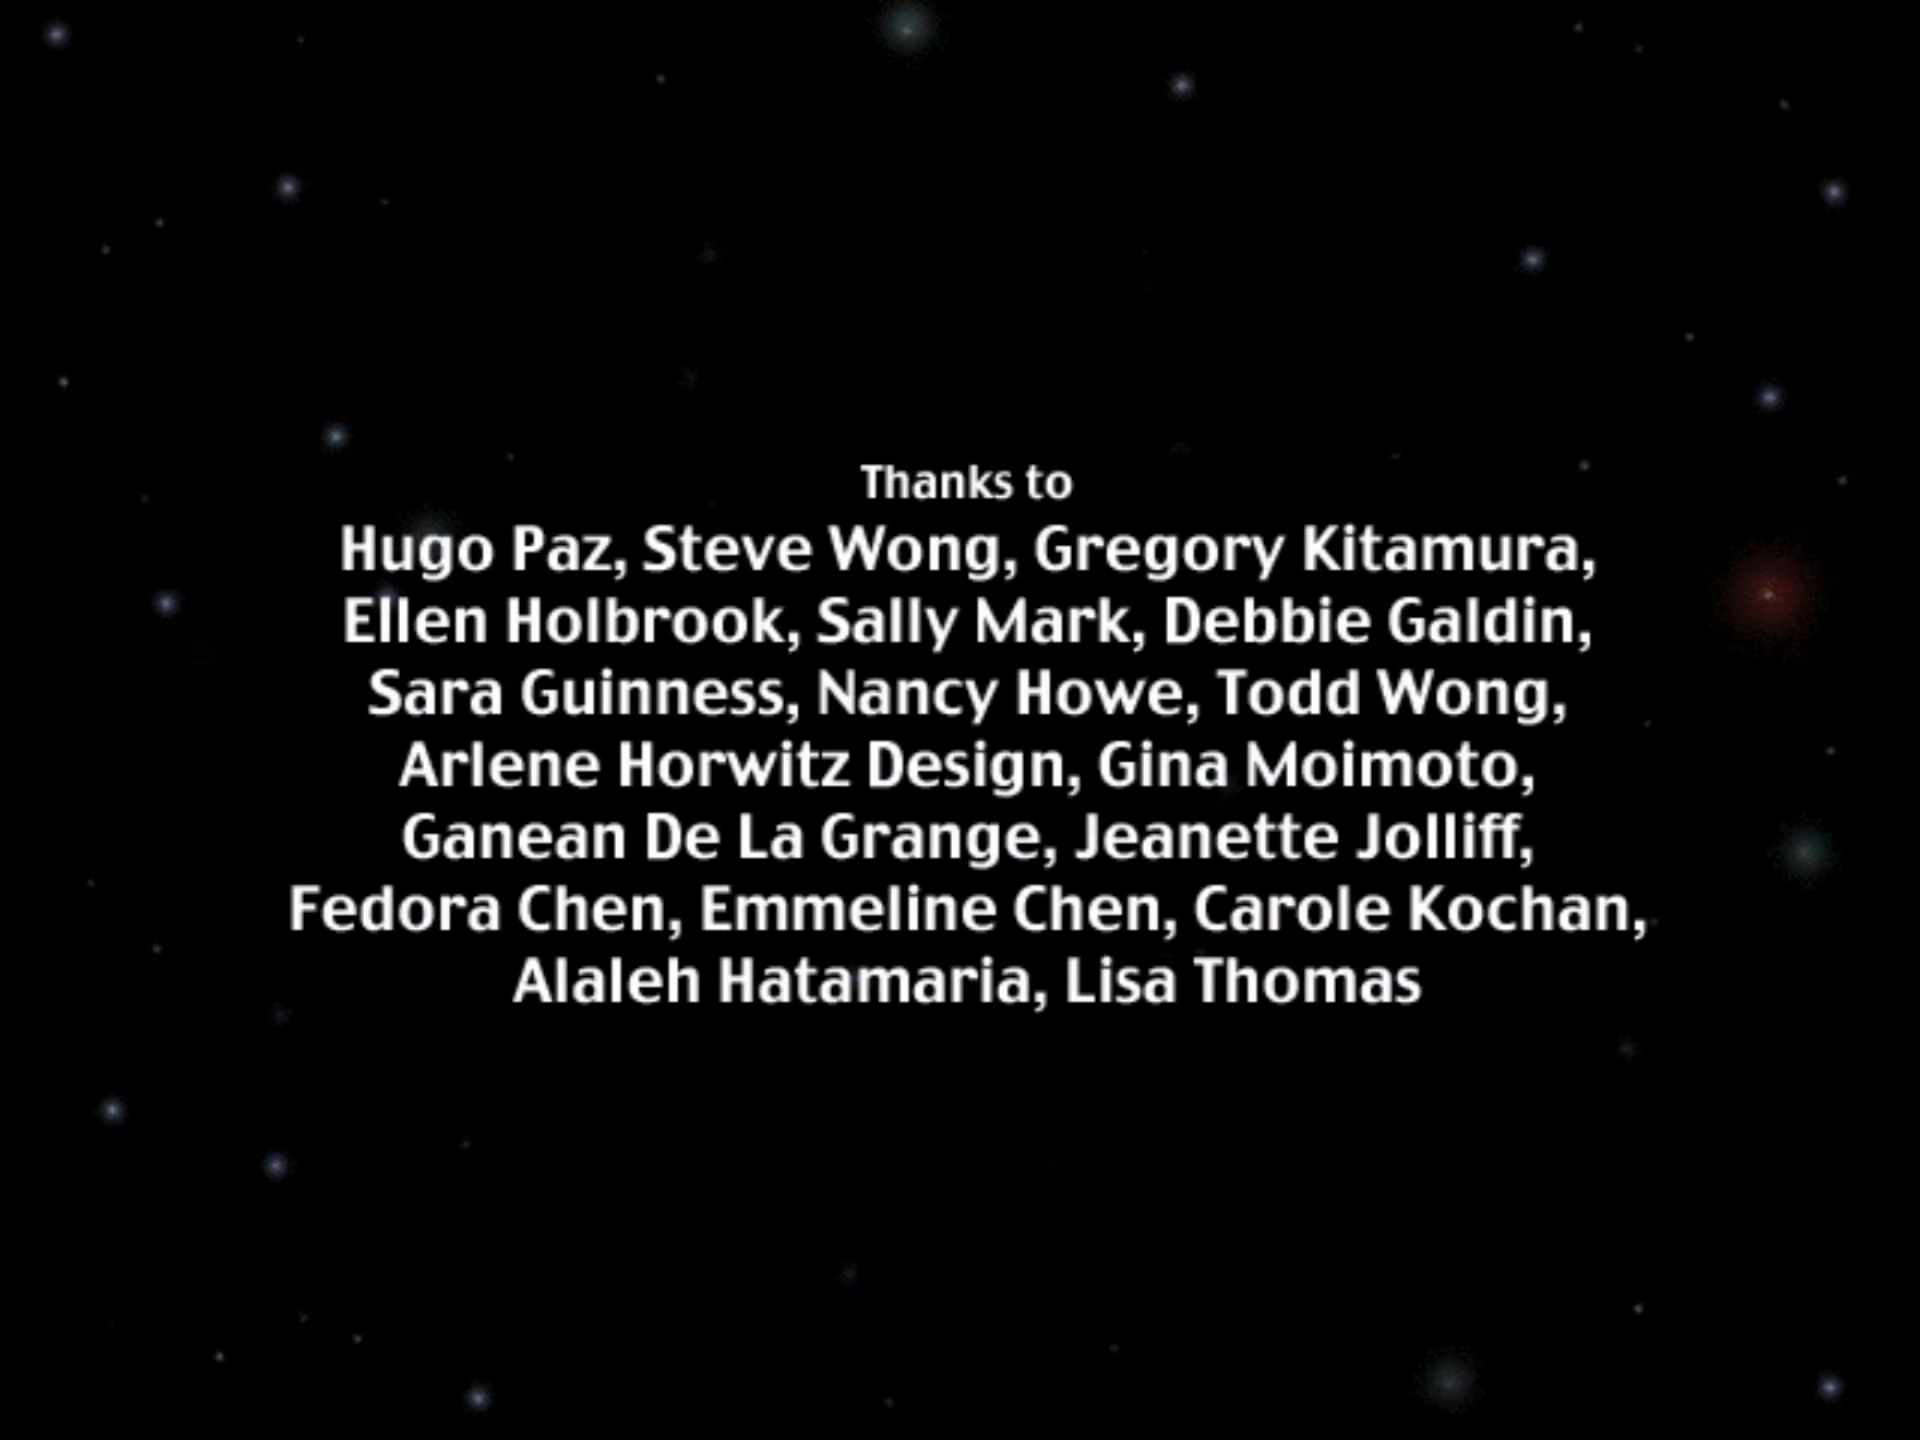 Thanks to
Hugo Paz, Steve Wong, Gregory Kitamura,
Ellen Holbrook, Sally Mark, Debbie Galdin,
Sara Guinness, Nancy Howe, Todd Wong,
Arlene Horwitz Design, Gina Moimoto,
Ganean De La Grange, Jeanette Jolliff,
Fedora Chen, Emmeline Chen, Carole Kochan,
Alaleh Hatamaria, Lisa Thomas